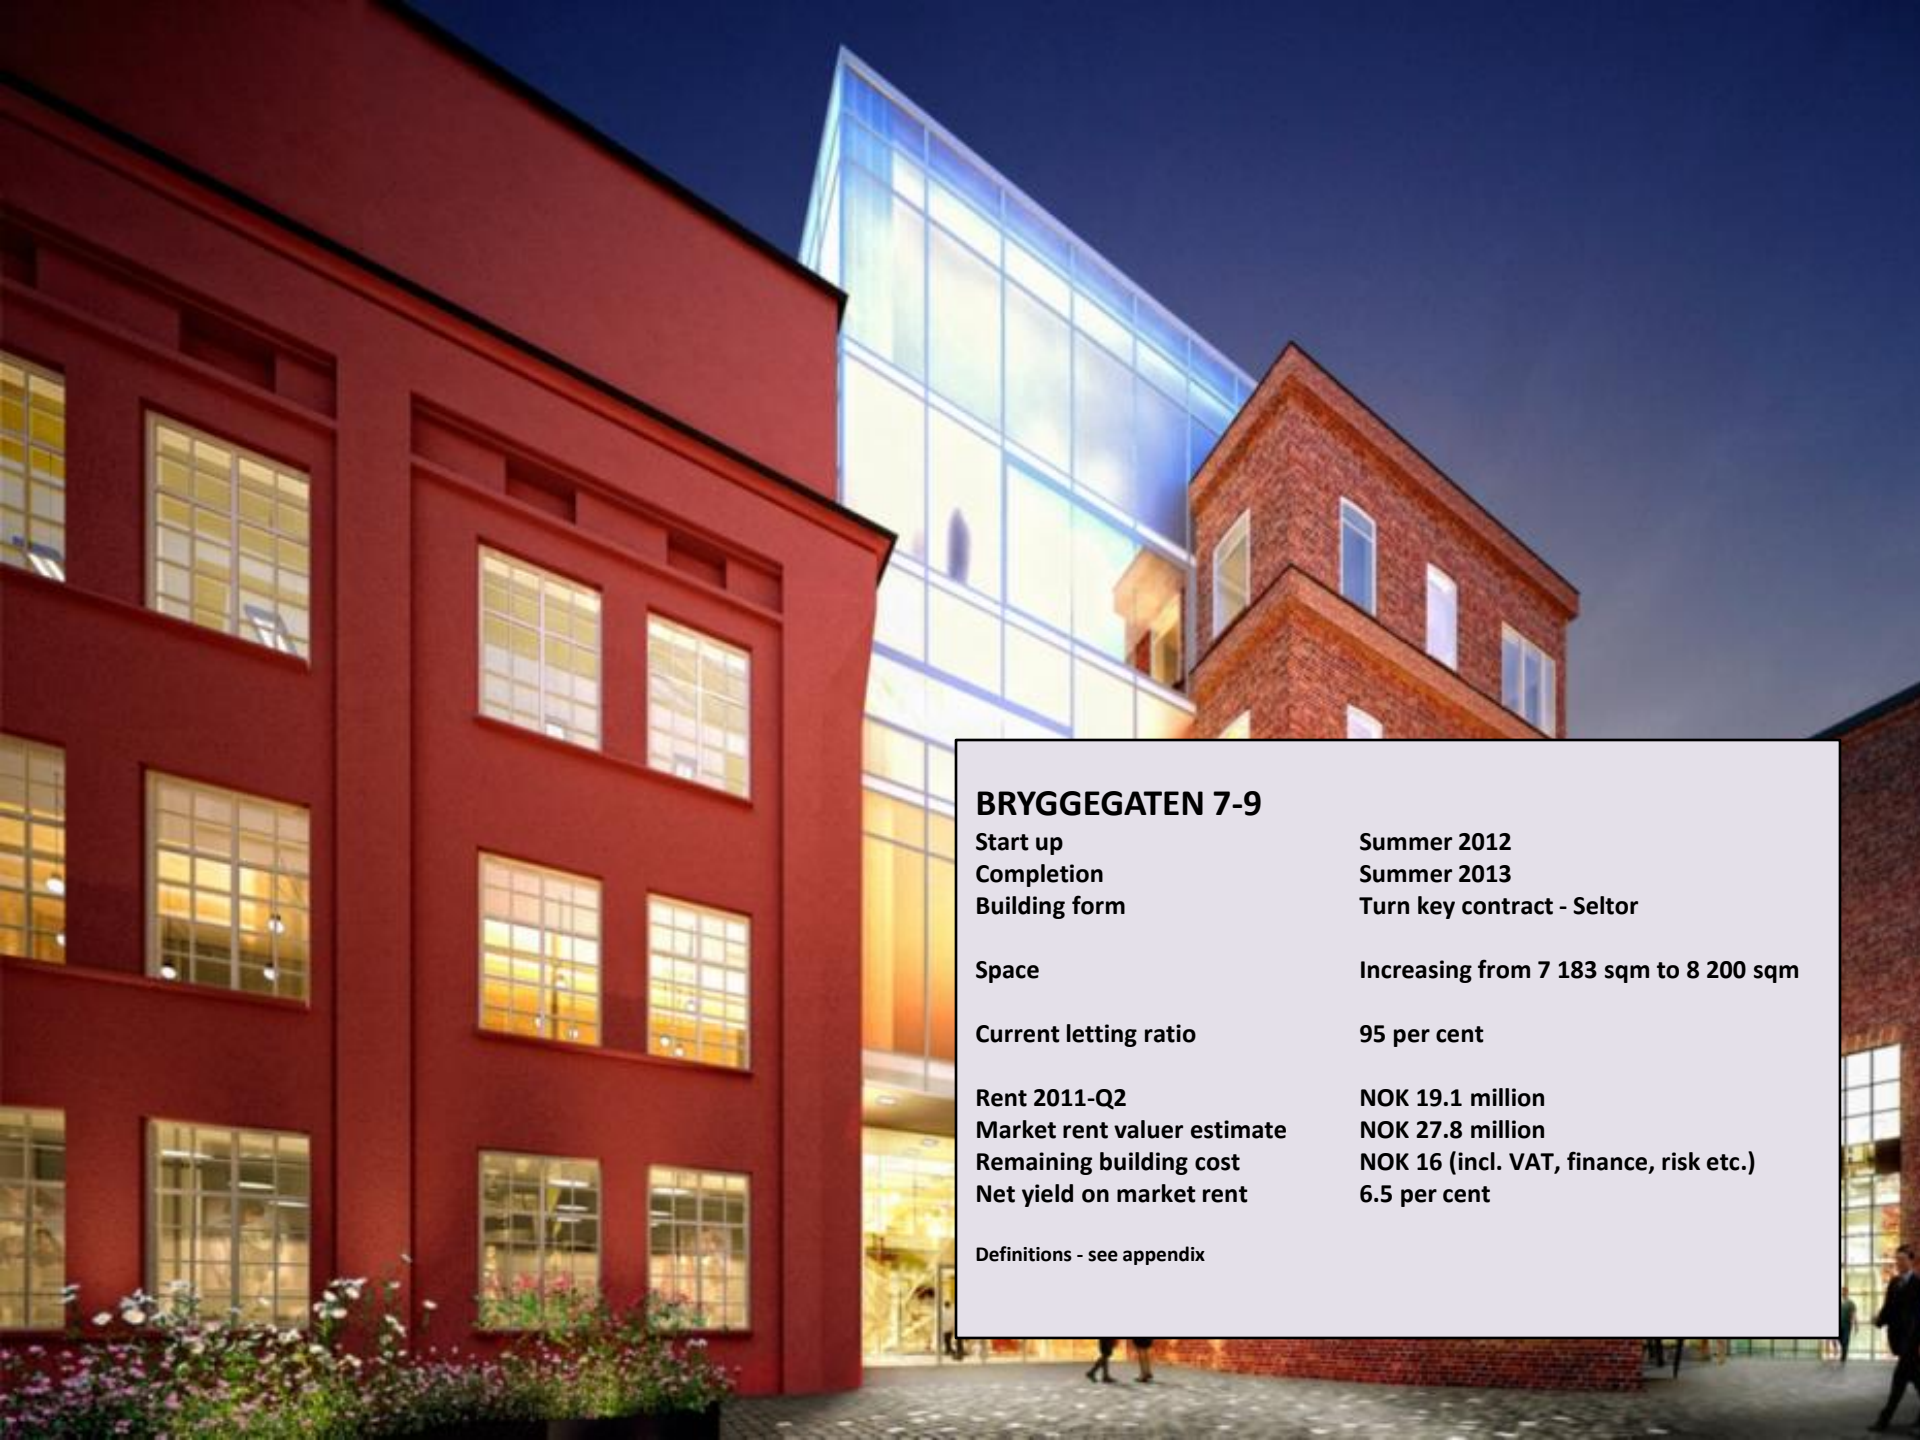 BRYGGEGATEN 7-9
Start up Summer 2012
Completion Summer 2013
Building form Turn key contract - Seltor
Space Increasing from 7 183 sqm to 8 200 sqm
Current letting ratio 95 per cent
Rent 2011-Q2 NOK 19.1 million
Market rent valuer estimate NOK 27.8 million
Remaining building cost NOK 16 (incl. VAT, finance, risk etc.)
Net yield on market rent 6.5 per cent
Definitions - see appendix